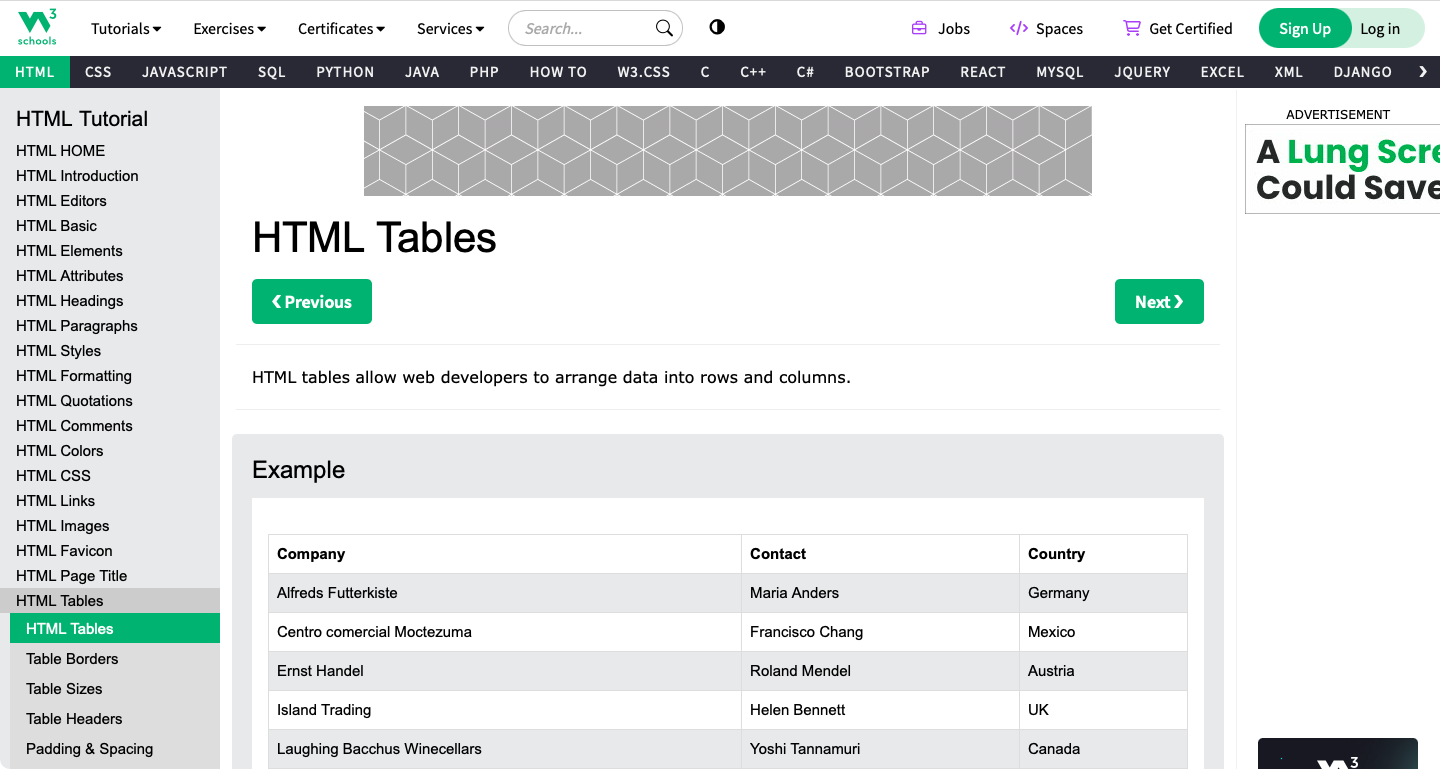 3
schools
Tutorials Exercises Certificates Services Search... Jobs Spaces Get Certified Sign Up Log in
HTML CSS JAVASCRIPT SQL PYTHON JAVA PHP HOW TO W3.CSS C C++ C# BOOTSTRAP REACT MYSQL JQUERY EXCEL XML DJANGO ❯
HTML Tutorial
HTML HOME
HTML Introduction
HTML Editors
HTML Basic
HTML Elements
HTML Attributes
HTML Headings
HTML Paragraphs
HTML Styles
HTML Formatting
HTML Quotations
HTML Comments
HTML Colors
HTML CSS
HTML Links
HTML Images
HTML Favicon
HTML Page Title
HTML Tables
HTML Tables
Table Borders
Table Sizes
Table Headers
Padding & Spacing
HTML Tables
❮ Previous
Next ❯
HTML tables allow web developers to arrange data into rows and columns.
Example
Company Contact Country
Alfreds Futterkiste Maria Anders Germany
Centro comercial Moctezuma Francisco Chang Mexico
Ernst Handel Roland Mendel Austria
Island Trading Helen Bennett UK
Laughing Bacchus Winecellars Yoshi Tannamuri Canada
ADVERTISEMENT
A Lung Scre
Could Save
3